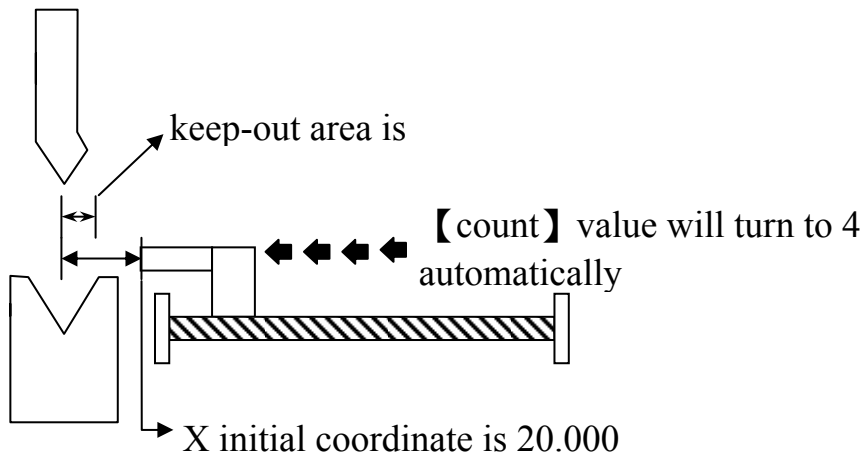 keep-out area is
【count】value will turn to 4
automatically
X initial coordinate is 20.000